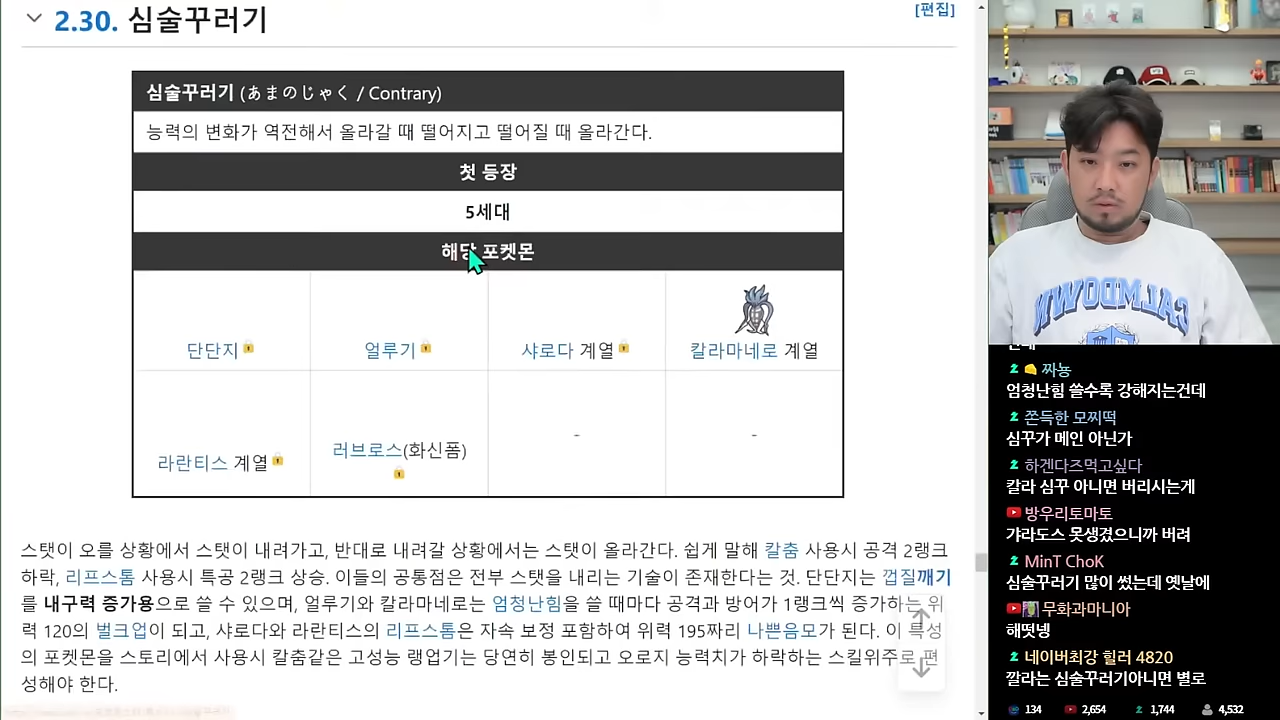 2.30. 심술꾸러기
[편집]
심술꾸러기 (あまのじゃく / Contrary)
능력의 변화가 역전해서 올라갈 때 떨어지고 떨어질 때 올라간다.
첫 등장
5세대
해당 포켓몬
단단지
얼루기
샤로다 계열
칼라마네로 계열
라란티스 계열
러브로스(화신폼)
-
-
스탯이 오를 상황에서 스탯이 내려가고, 반대로 내려갈 상황에서는 스탯이 올라간다. 쉽게 말해 칼춤 사용시 공격 2랭크
하락, 리프스톰 사용시 특공 2랭크 상승. 이들의 공통점은 전부 스탯을 내리는 기술이 존재한다는 것. 단단지는 껍질깨기
를 내구력 증가용으로 쓸 수 있으며, 얼루기와 칼라마네로는 엄청난힘을 쓸 때마다 공격과 방어가 1랭크씩 증가하는 위
력 120의 벌크업이 되고, 샤로다와 라란티스의 리프스톰은 자속 보정 포함하여 위력 195짜리 나쁜음모가 된다. 이 특성
의 포켓몬을 스토리에서 사용시 칼춤같은 고성능 랭업기는 당연히 봉인되고 오로지 능력치가 하락하는 스킬위주로 편
성해야 한다.
CALMDOWN
짜뇽
엄청난힘 쓸수록 강해지는건데
쫀득한 모찌떡
심꾸가 메인 아닌가
하겐다즈먹고싶다
칼라 심꾸 아니면 버리시는게
방우리토마토
갸라도스 못생겼으니까 버려
MinT ChoK
심술꾸러기 많이 썼는데 옛날에
무화과마니아
해띳넹
네이버최강 힐러 4820
깔라는 심술꾸러기아니면 별로
134 2,654 1,744 4,532